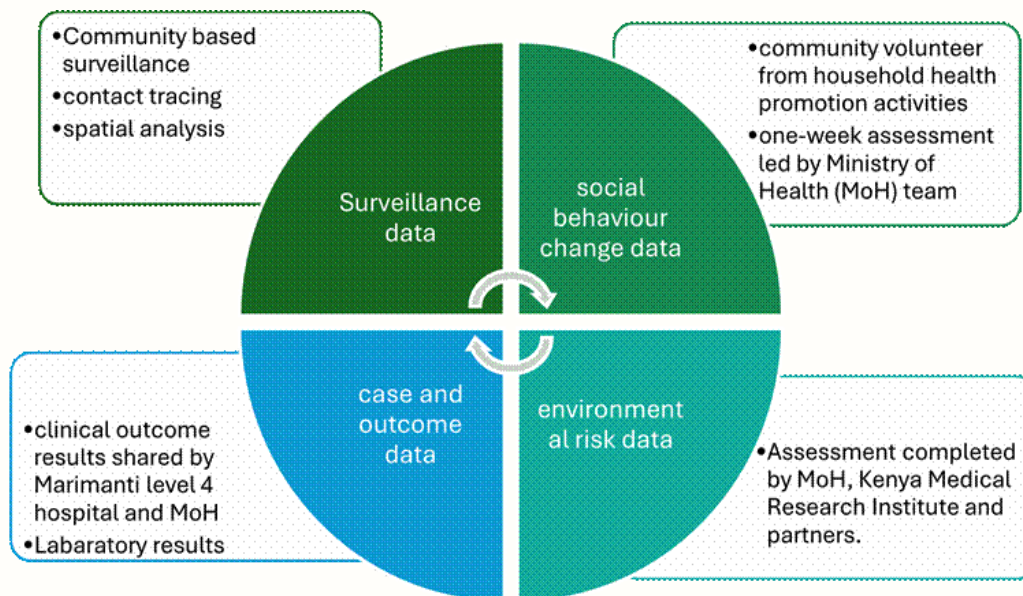 •Community based
surveillance
•contact tracing
•spatial analysis
•community volunteer
from household health
promotion activities
•one-week assessment
led by Ministry of
Health (MoH) team
Surveillance
data
social
behaviour
change data
case and
outcome
data
environment
al risk data
•clinical outcome
results shared by
Marimanti level 4
hospital and MoH
•Labaratory results
•Assessment completed
by MoH, Kenya Medical
Research Institute and
partners.